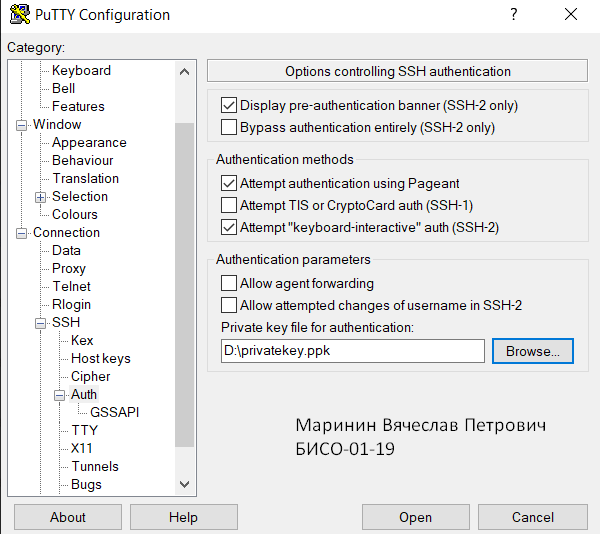 PuTTY Configuration
Category:
Keyboard
Bell
Features
Window
Appearance
Behaviour
Translation
Selection
Colours
Connection
Data
Proxy
Telnet
Rlogin
SSH
Kex
Host keys
Cipher
Auth
GSSAPI
TTY
X11
Tunnels
Bugs
Options controlling SSH authentication
Display pre-authentication banner (SSH-2 only)
Bypass authentication entirely (SSH-2 only)
Authentication methods
Attempt authentication using Pageant
Attempt TIS or CryptoCard auth (SSH-1)
Attempt "keyboard-interactive" auth (SSH-2)
Authentication parameters
Allow agent forwarding
Allow attempted changes of username in SSH-2
Private key file for authentication:
D:\privatekey.ppk Browse...
Маринин Вячеслав Петрович
БИСО-01-19
About Help Open Cancel